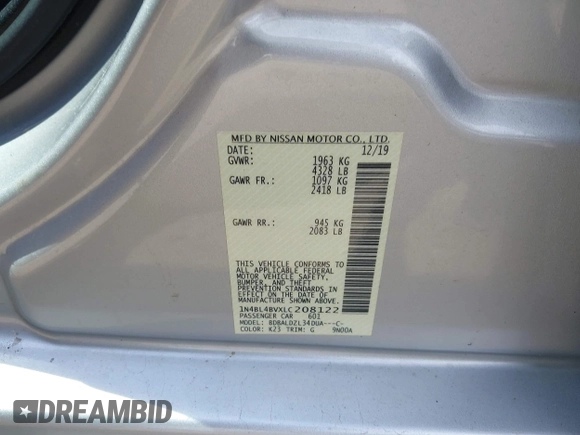 MFD BY NISSAN MOTOR CO., LTD.
DATE: 12/19
GVWR: 1963 KG
4328 LB
GAWR FR.: 1097 KG
2418 LB
GAWR RR.: 945 KG
2083 LB
THIS VEHICLE CONFORMS TO
ALL APPLICABLE FEDERAL
MOTOR VEHICLE SAFETY,
BUMPER, AND THEFT
PREVENTION STANDARDS IN
EFFECT ON THE DATE OF
MANUFACTURE SHOWN ABOVE.
1N4BL4BVXLC208122
PASSENGER CAR 601
MODEL: BDBALDZL34DUA---C-
COLOR: K23 TRIM: G 9N00A
DREAMBID